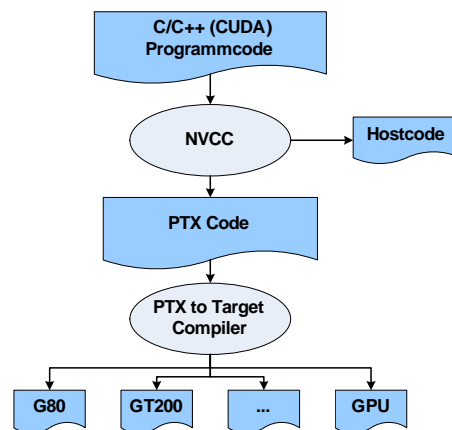 C/C++ (CUDA)
Programmcode
NVCC
Hostcode
PTX Code
PTX to Target
Compiler
G80
GT200
...
GPU